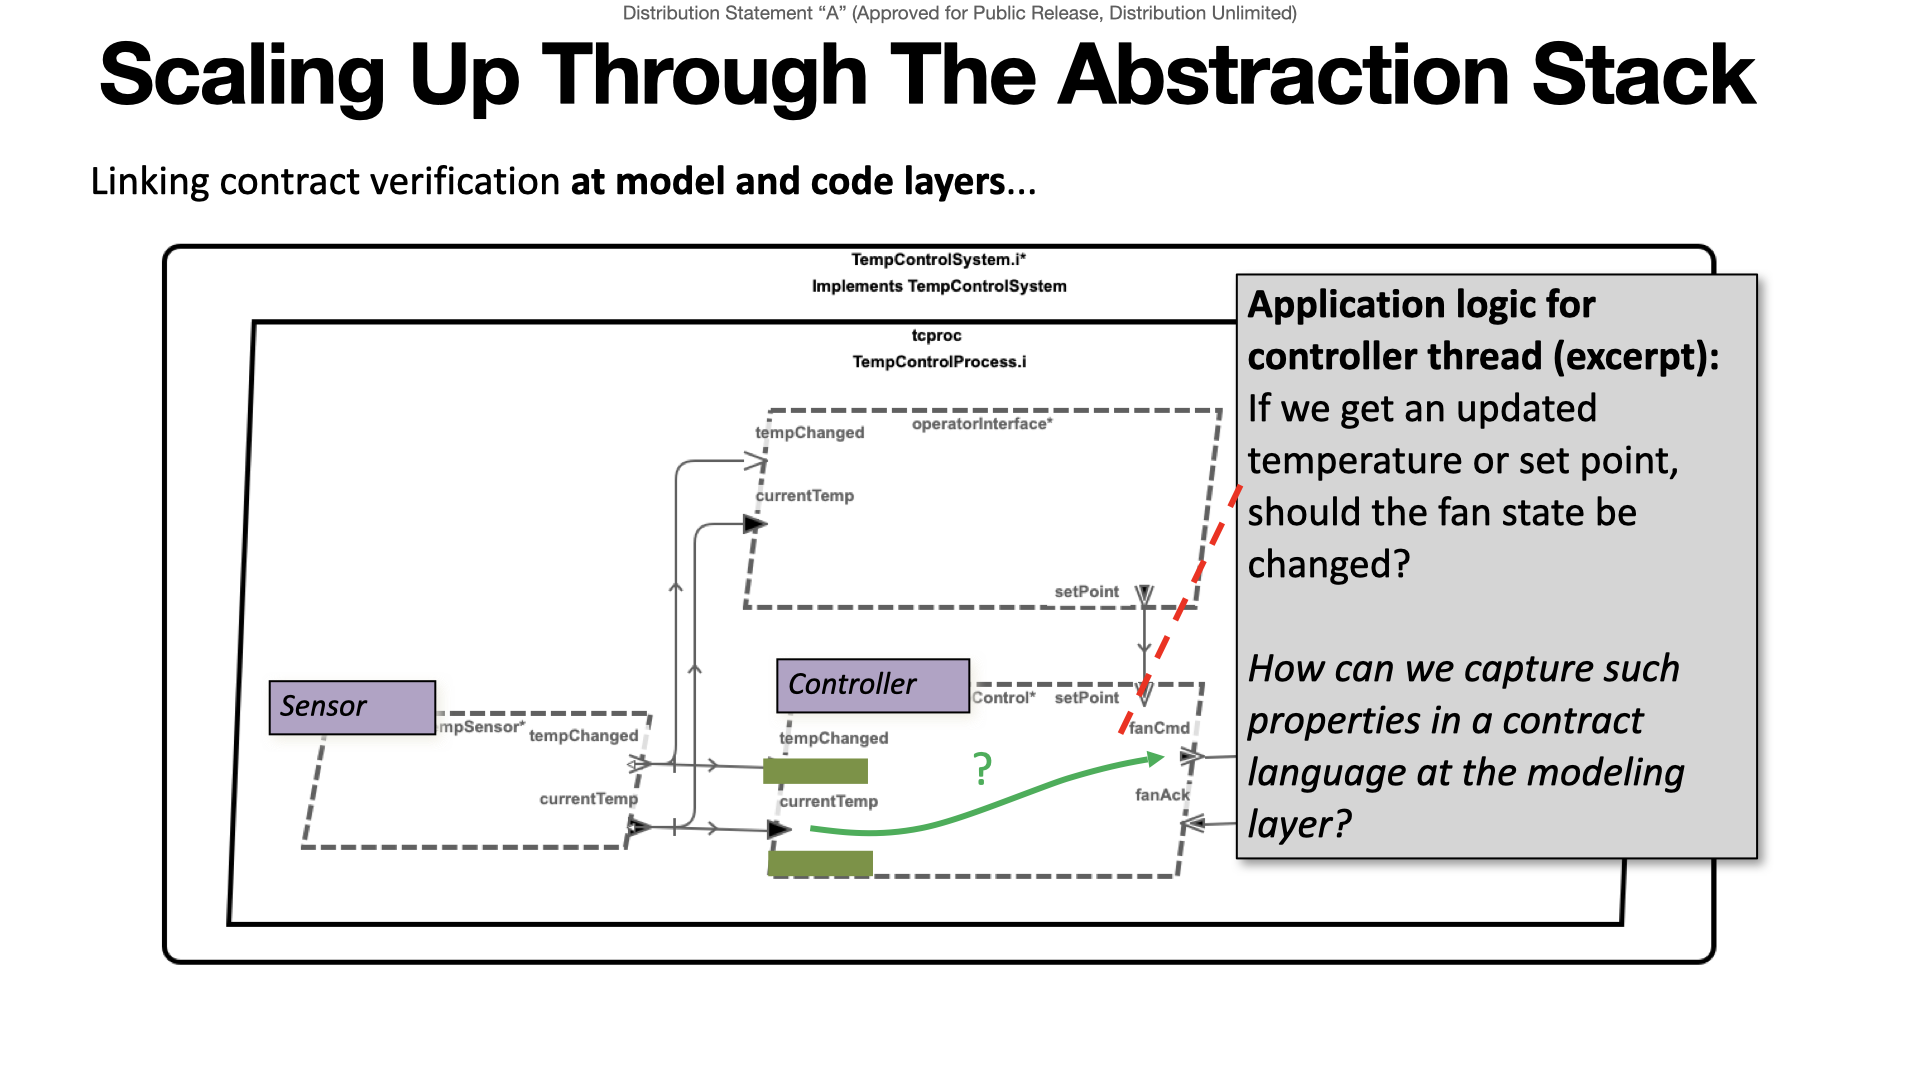 Distribution Statement “A” (Approved for Public Release, Distribution Unlimited)
Scaling Up Through The Abstraction Stack
Linking contract verification at model and code layers...
TempControlSystem.i*
Implements TempControlSystem
tcproc
TempControlProcess.i
operatorInterface*
tempChanged
currentTemp
setPoint
Sensor
mpSensor*
tempChanged
currentTemp
Controller
Control*
setPoint
tempChanged
fanCmd
?
currentTemp
fanAck
Application logic for
controller thread (excerpt):
If we get an updated
temperature or set point,
should the fan state be
changed?
How can we capture such
properties in a contract
language at the modeling
layer?